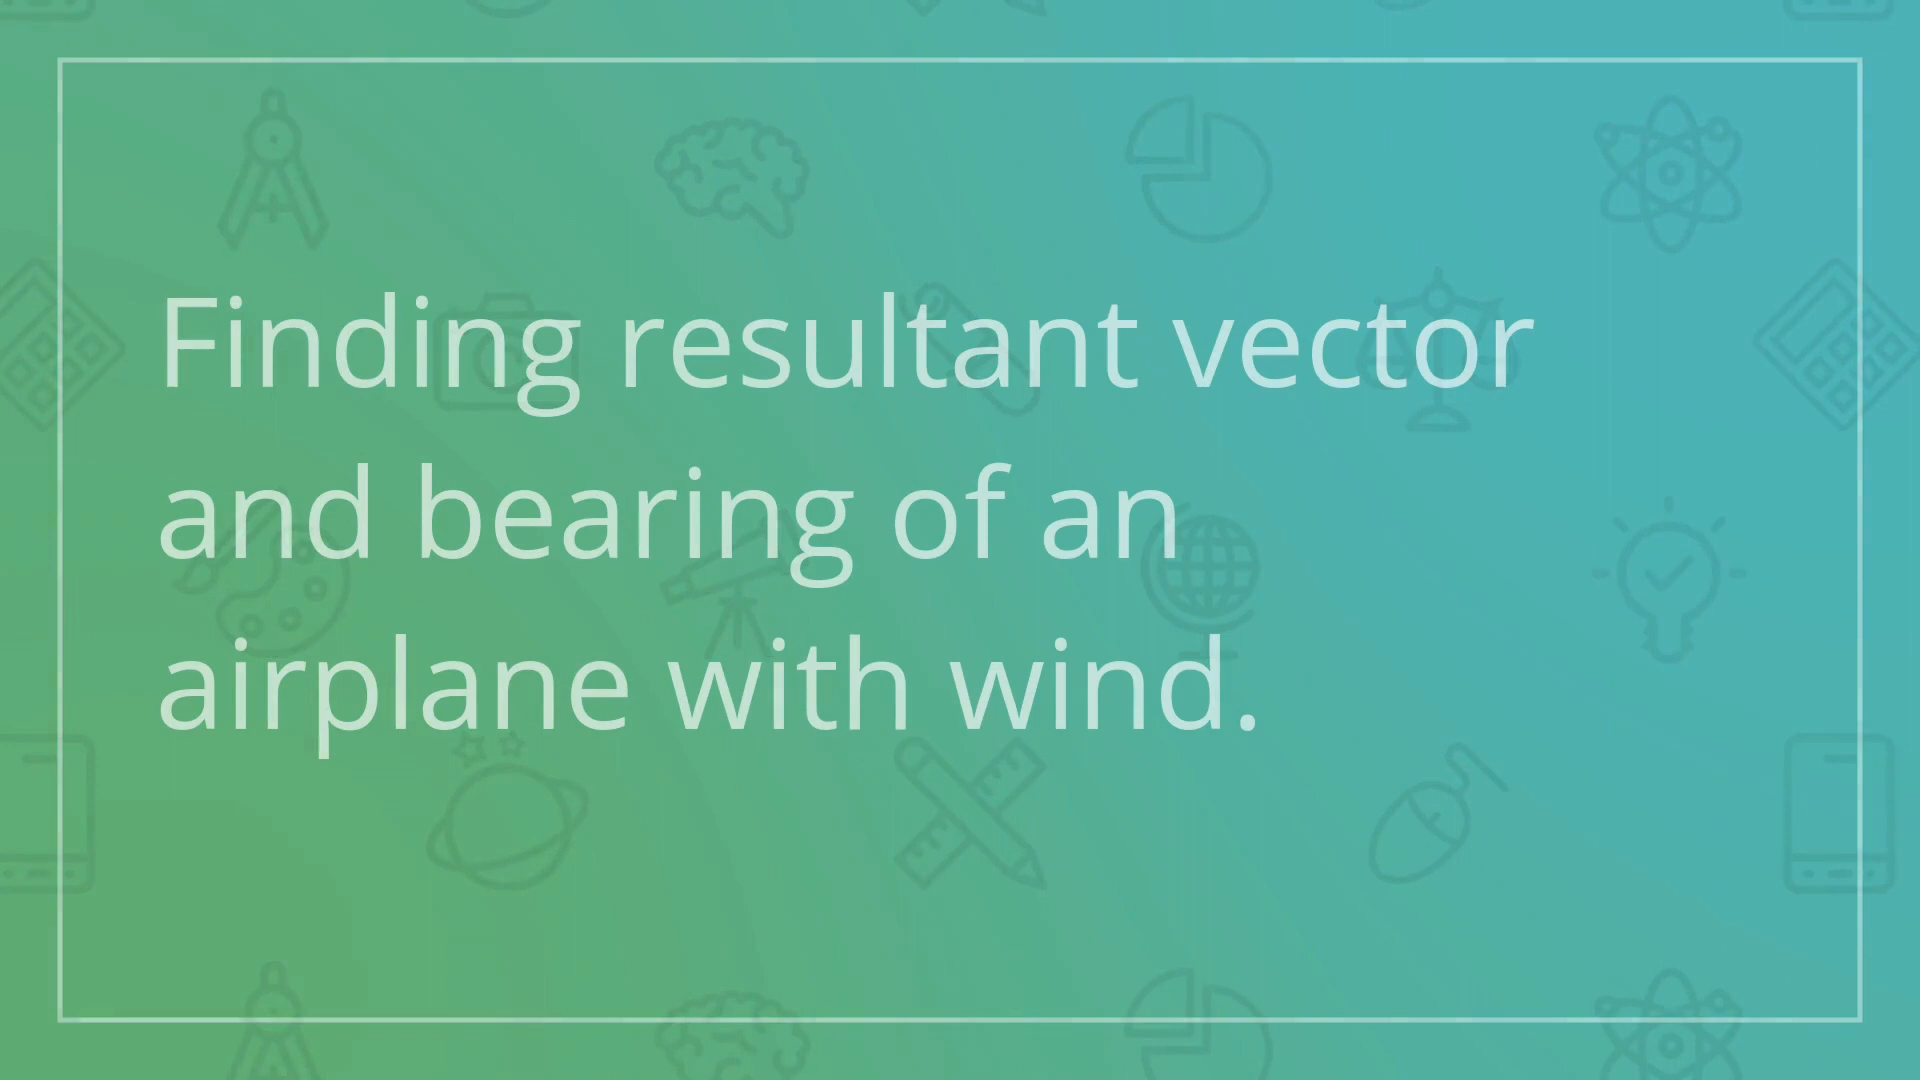 Finding resultant vector
and bearing of an
airplane with wind.